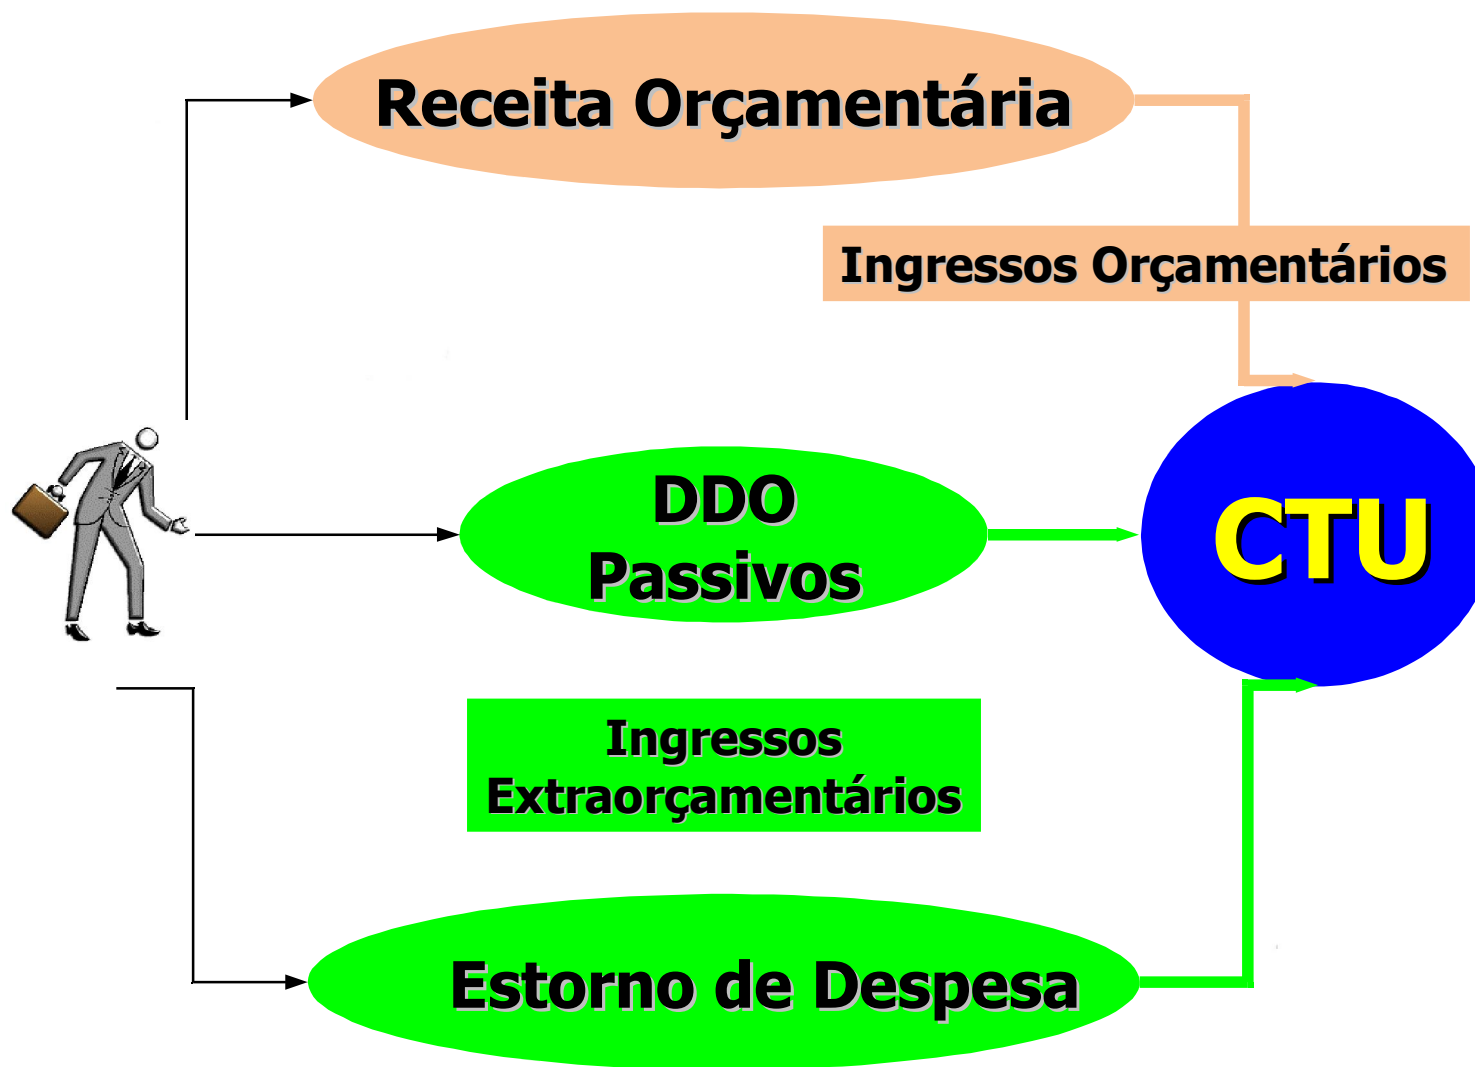 Receita Orçamentária
Ingressos Orçamentários
DDO
Passivos
CTU
Ingressos
Extraorçamentários
Estorno de Despesa